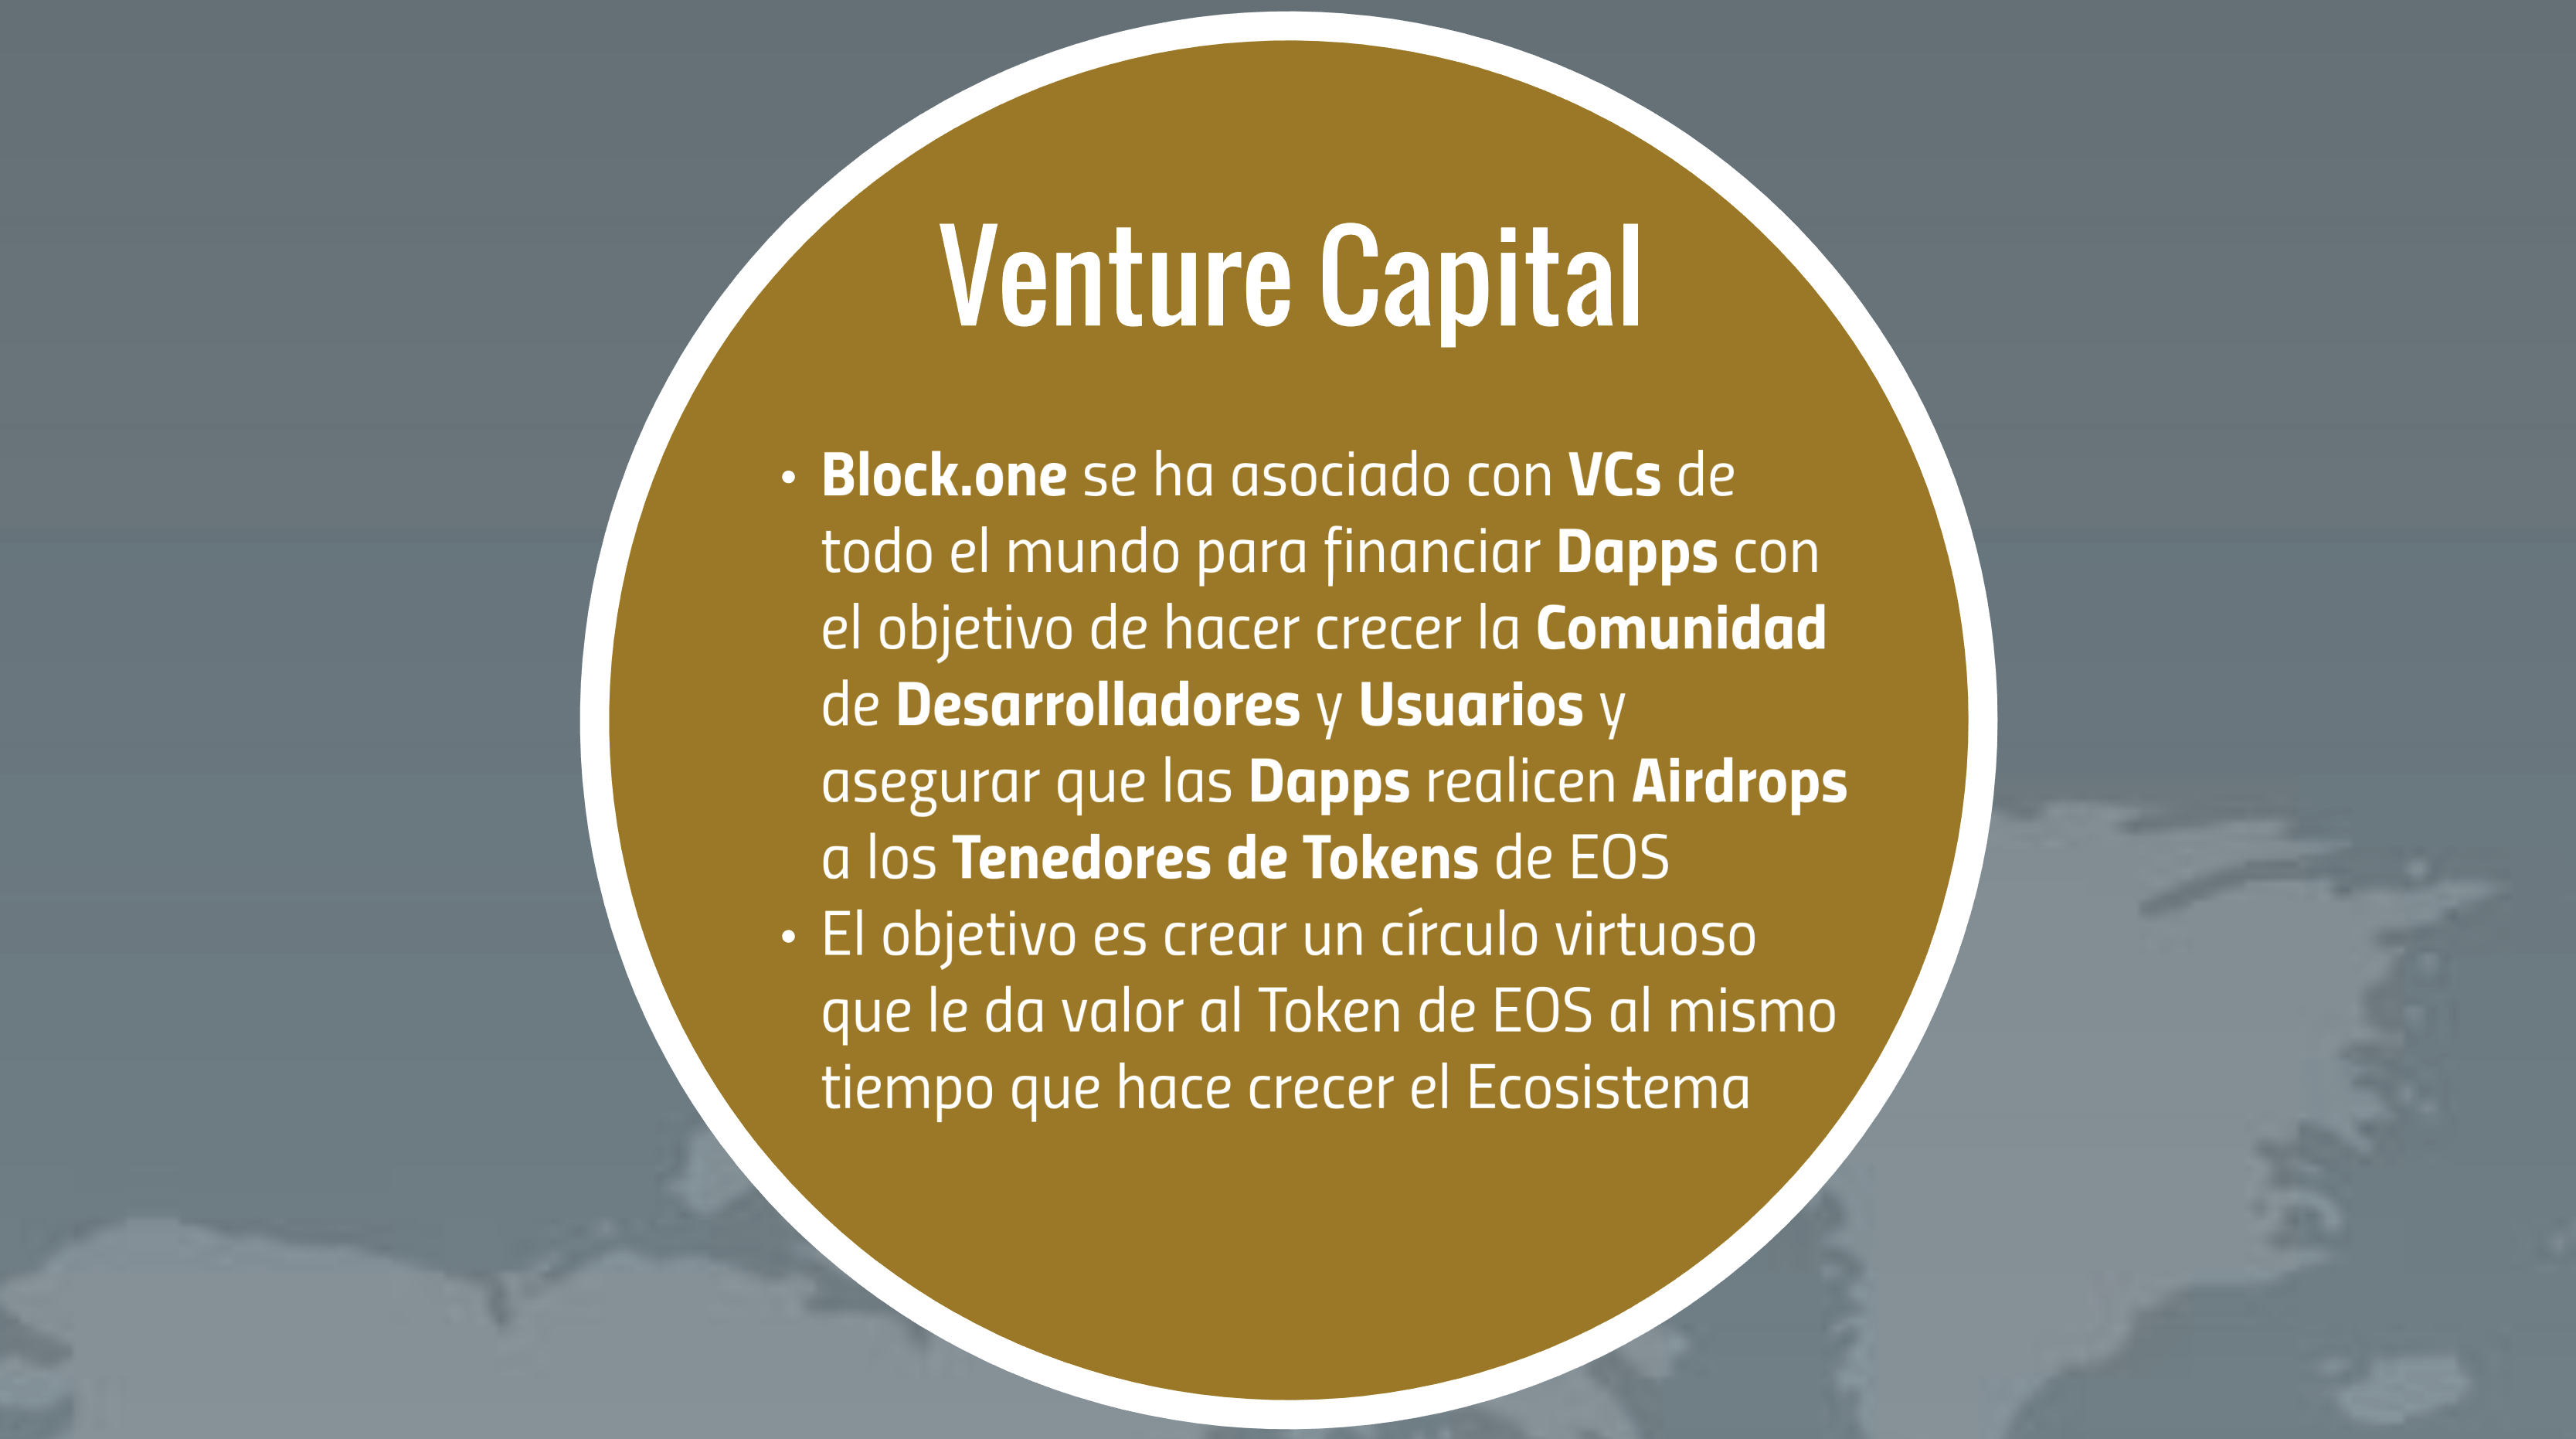 Venture Capital
• Block.one se ha asociado con VCs de
todo el mundo para financiar Dapps con
el objetivo de hacer crecer la Comunidad
de Desarrolladores y Usuarios y
asegurar que las Dapps realicen Airdrops
a los Tenedores de Tokens de EOS
• El objetivo es crear un círculo virtuoso
que le da valor al Token de EOS al mismo
tiempo que hace crecer el Ecosistema